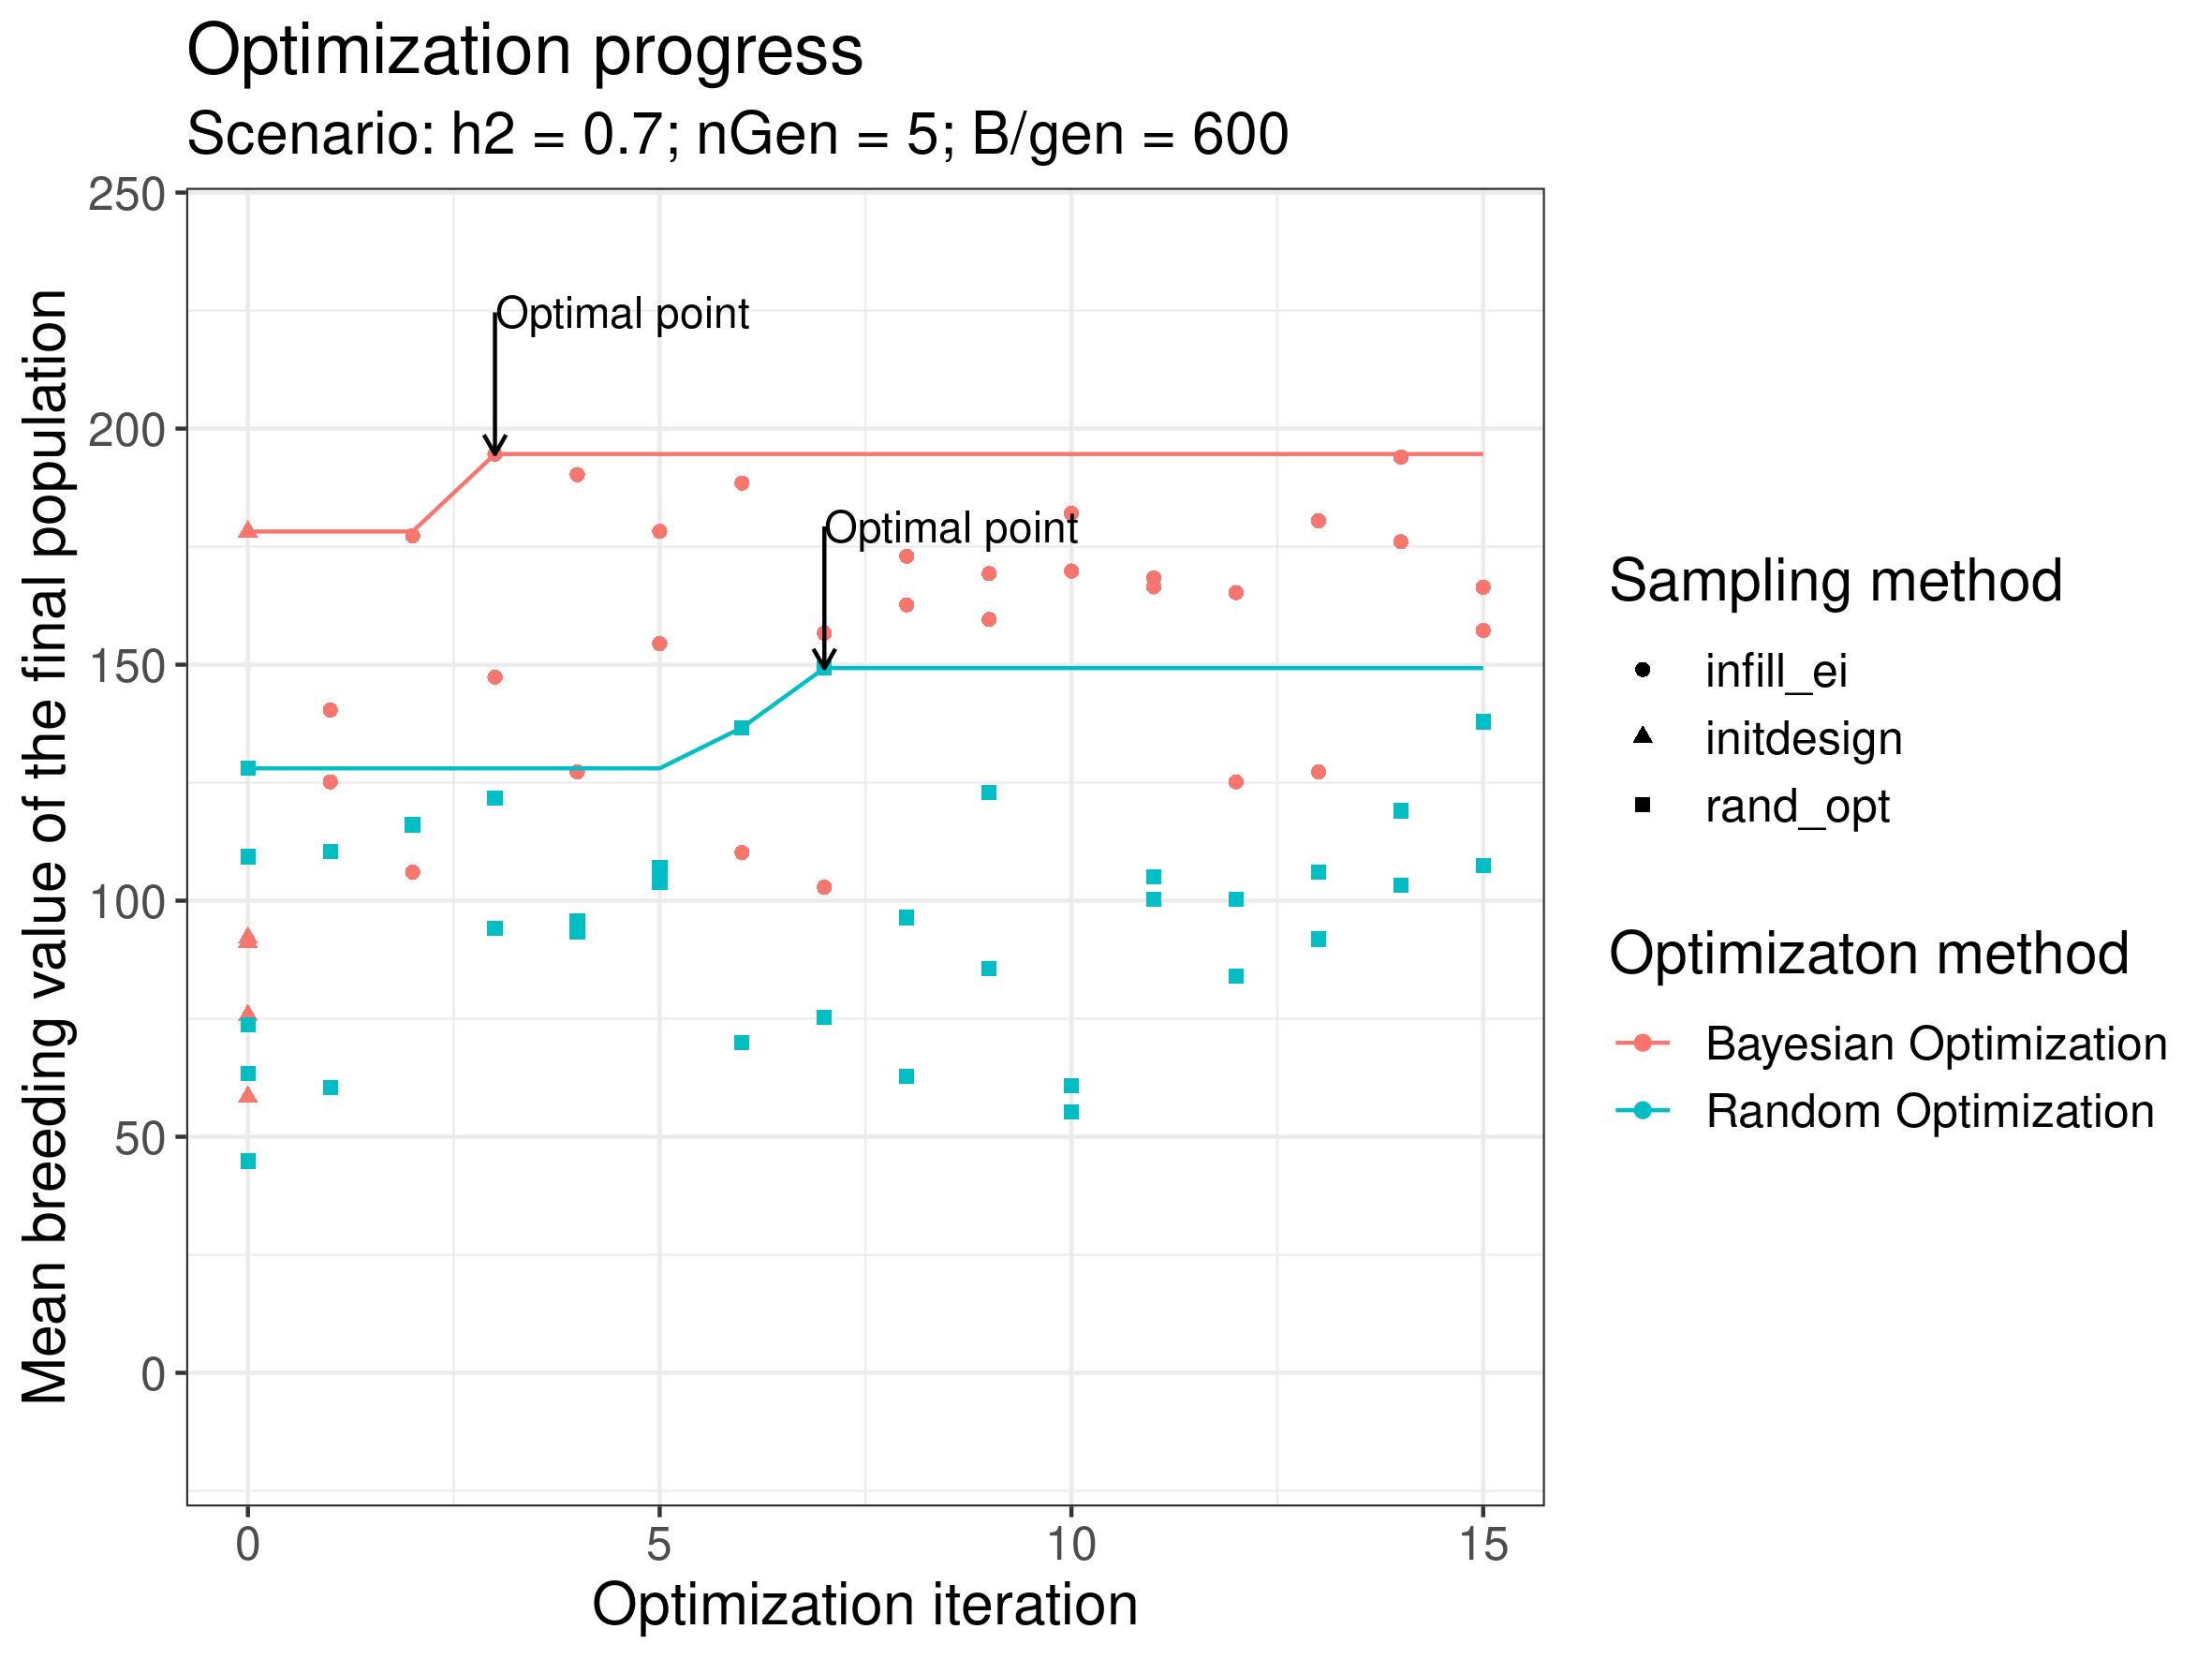 Optimization progress
Scenario: h2 = 0.7; nGen = 5; B/gen = 600
Mean breeding value of the final population
250
200
150
100
50
0
Optimal point
Optimal point
0
5
10
15
Optimization iteration
Sampling method
infill_ei
initdesign
rand_opt
Optimizaton method
Bayesian Optimization
Random Optimization